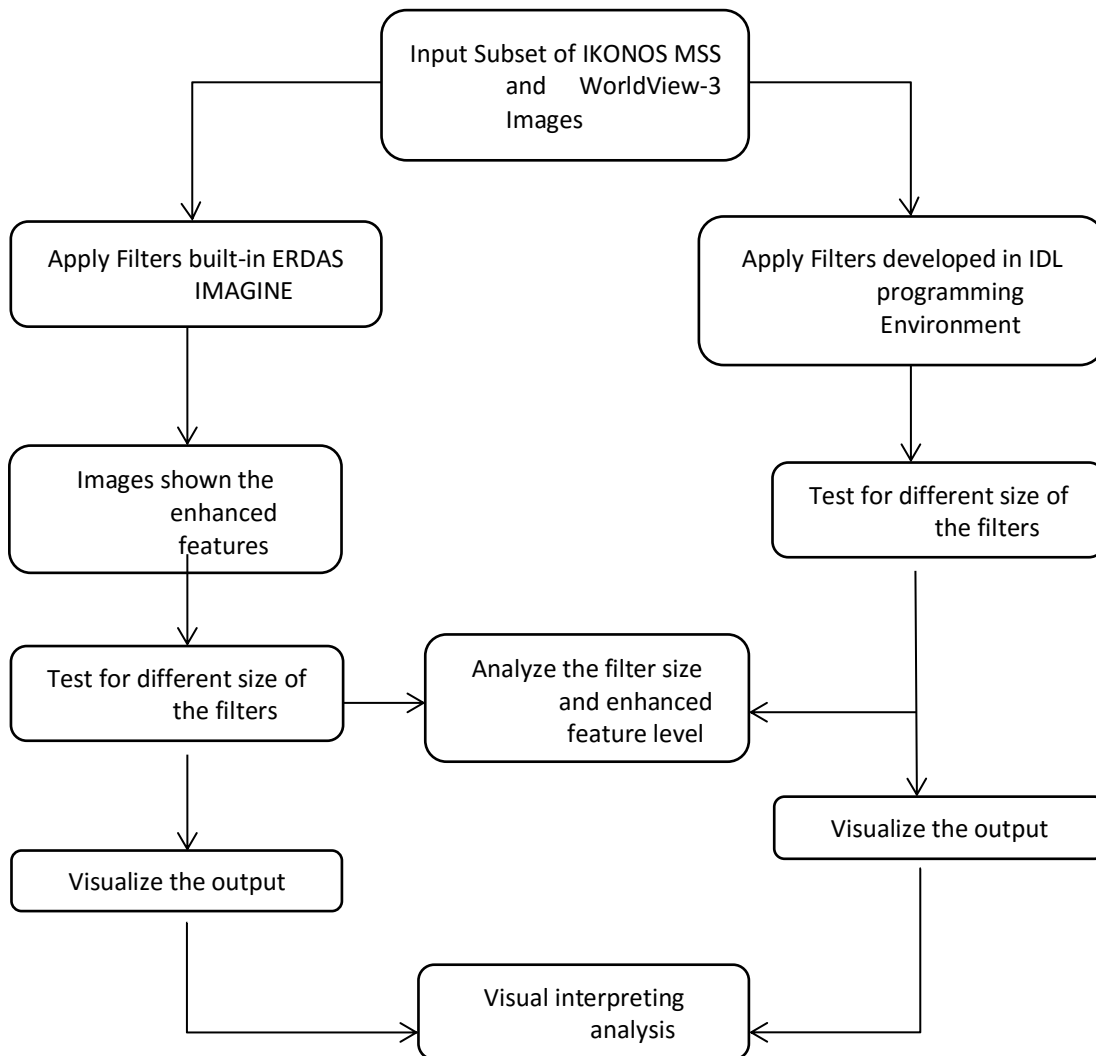 Input Subset of IKONOS MSS
and WorldView-3
Images
Apply Filters built-in ERDAS
IMAGINE
Apply Filters developed in IDL
programming
Environment
Images shown the
enhanced
features
Test for different size of
the filters
Test for different size of
the filters
Analyze the filter size
and enhanced
feature level
Visualize the output
Visualize the output
Visual interpreting
analysis